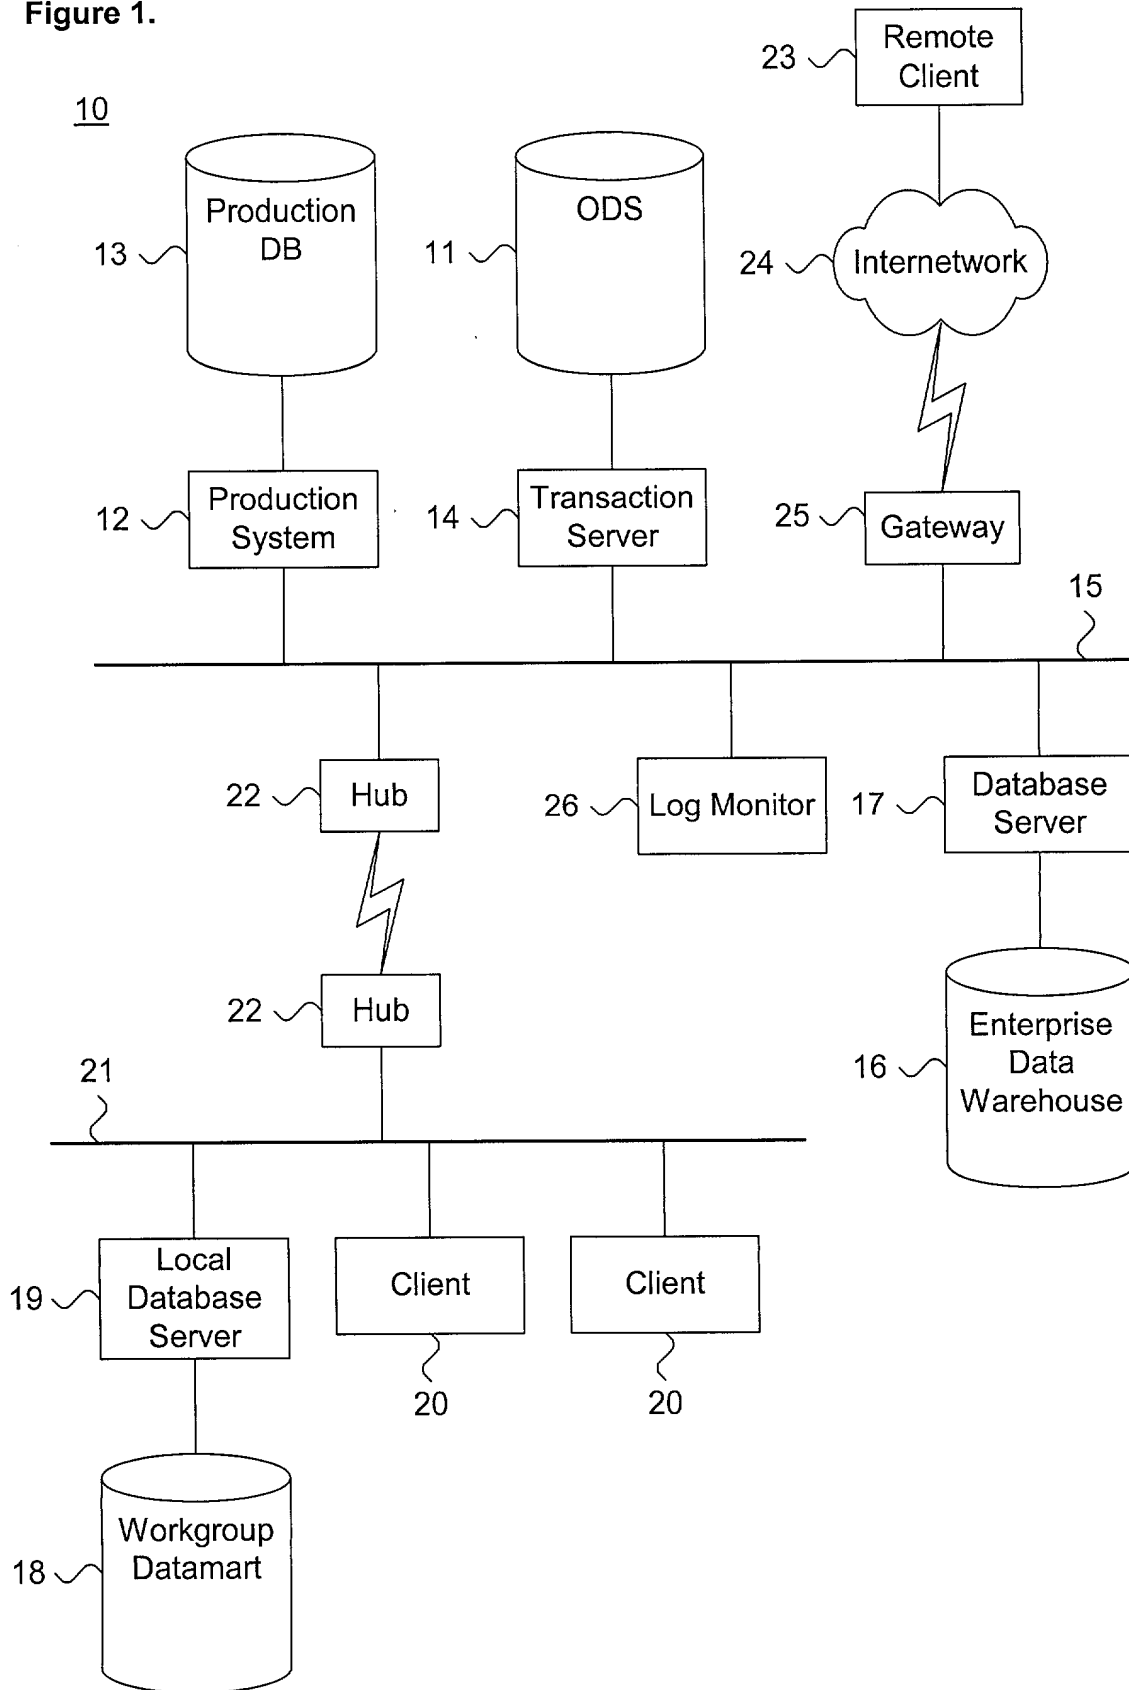 Figure 1.
Remote
Client
23
10
Production
DB
13
ODS
11
Internetwork
24
Production
System
12
Transaction
Server
14
Gateway
25
15
Hub
22
Log Monitor
26
Database
Server
17
Hub
22
Enterprise
Data
Warehouse
16
21
Local
Database
Server
19
Client
20
Client
20
Workgroup
Datamart
18